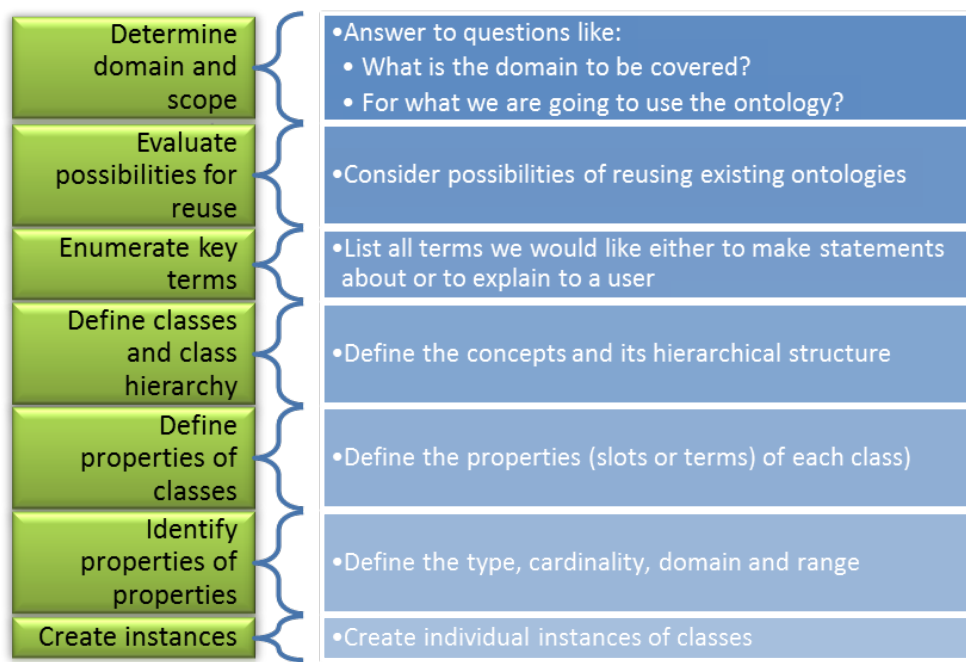 Determine
domain and
scope
•Answer to questions like:
• What is the domain to be covered?
• For what we are going to use the ontology?
Evaluate
possibilities for
reuse
•Consider possibilities of reusing existing ontologies
Enumerate key
terms
•List all terms we would like either to make statements
about or to explain to a user
Define classes
and class
hierarchy
•Define the concepts and its hierarchical structure
Define
properties of
classes
•Define the properties (slots or terms) of each class)
Identify
properties of
properties
•Define the type, cardinality, domain and range
Create instances
•Create individual instances of classes